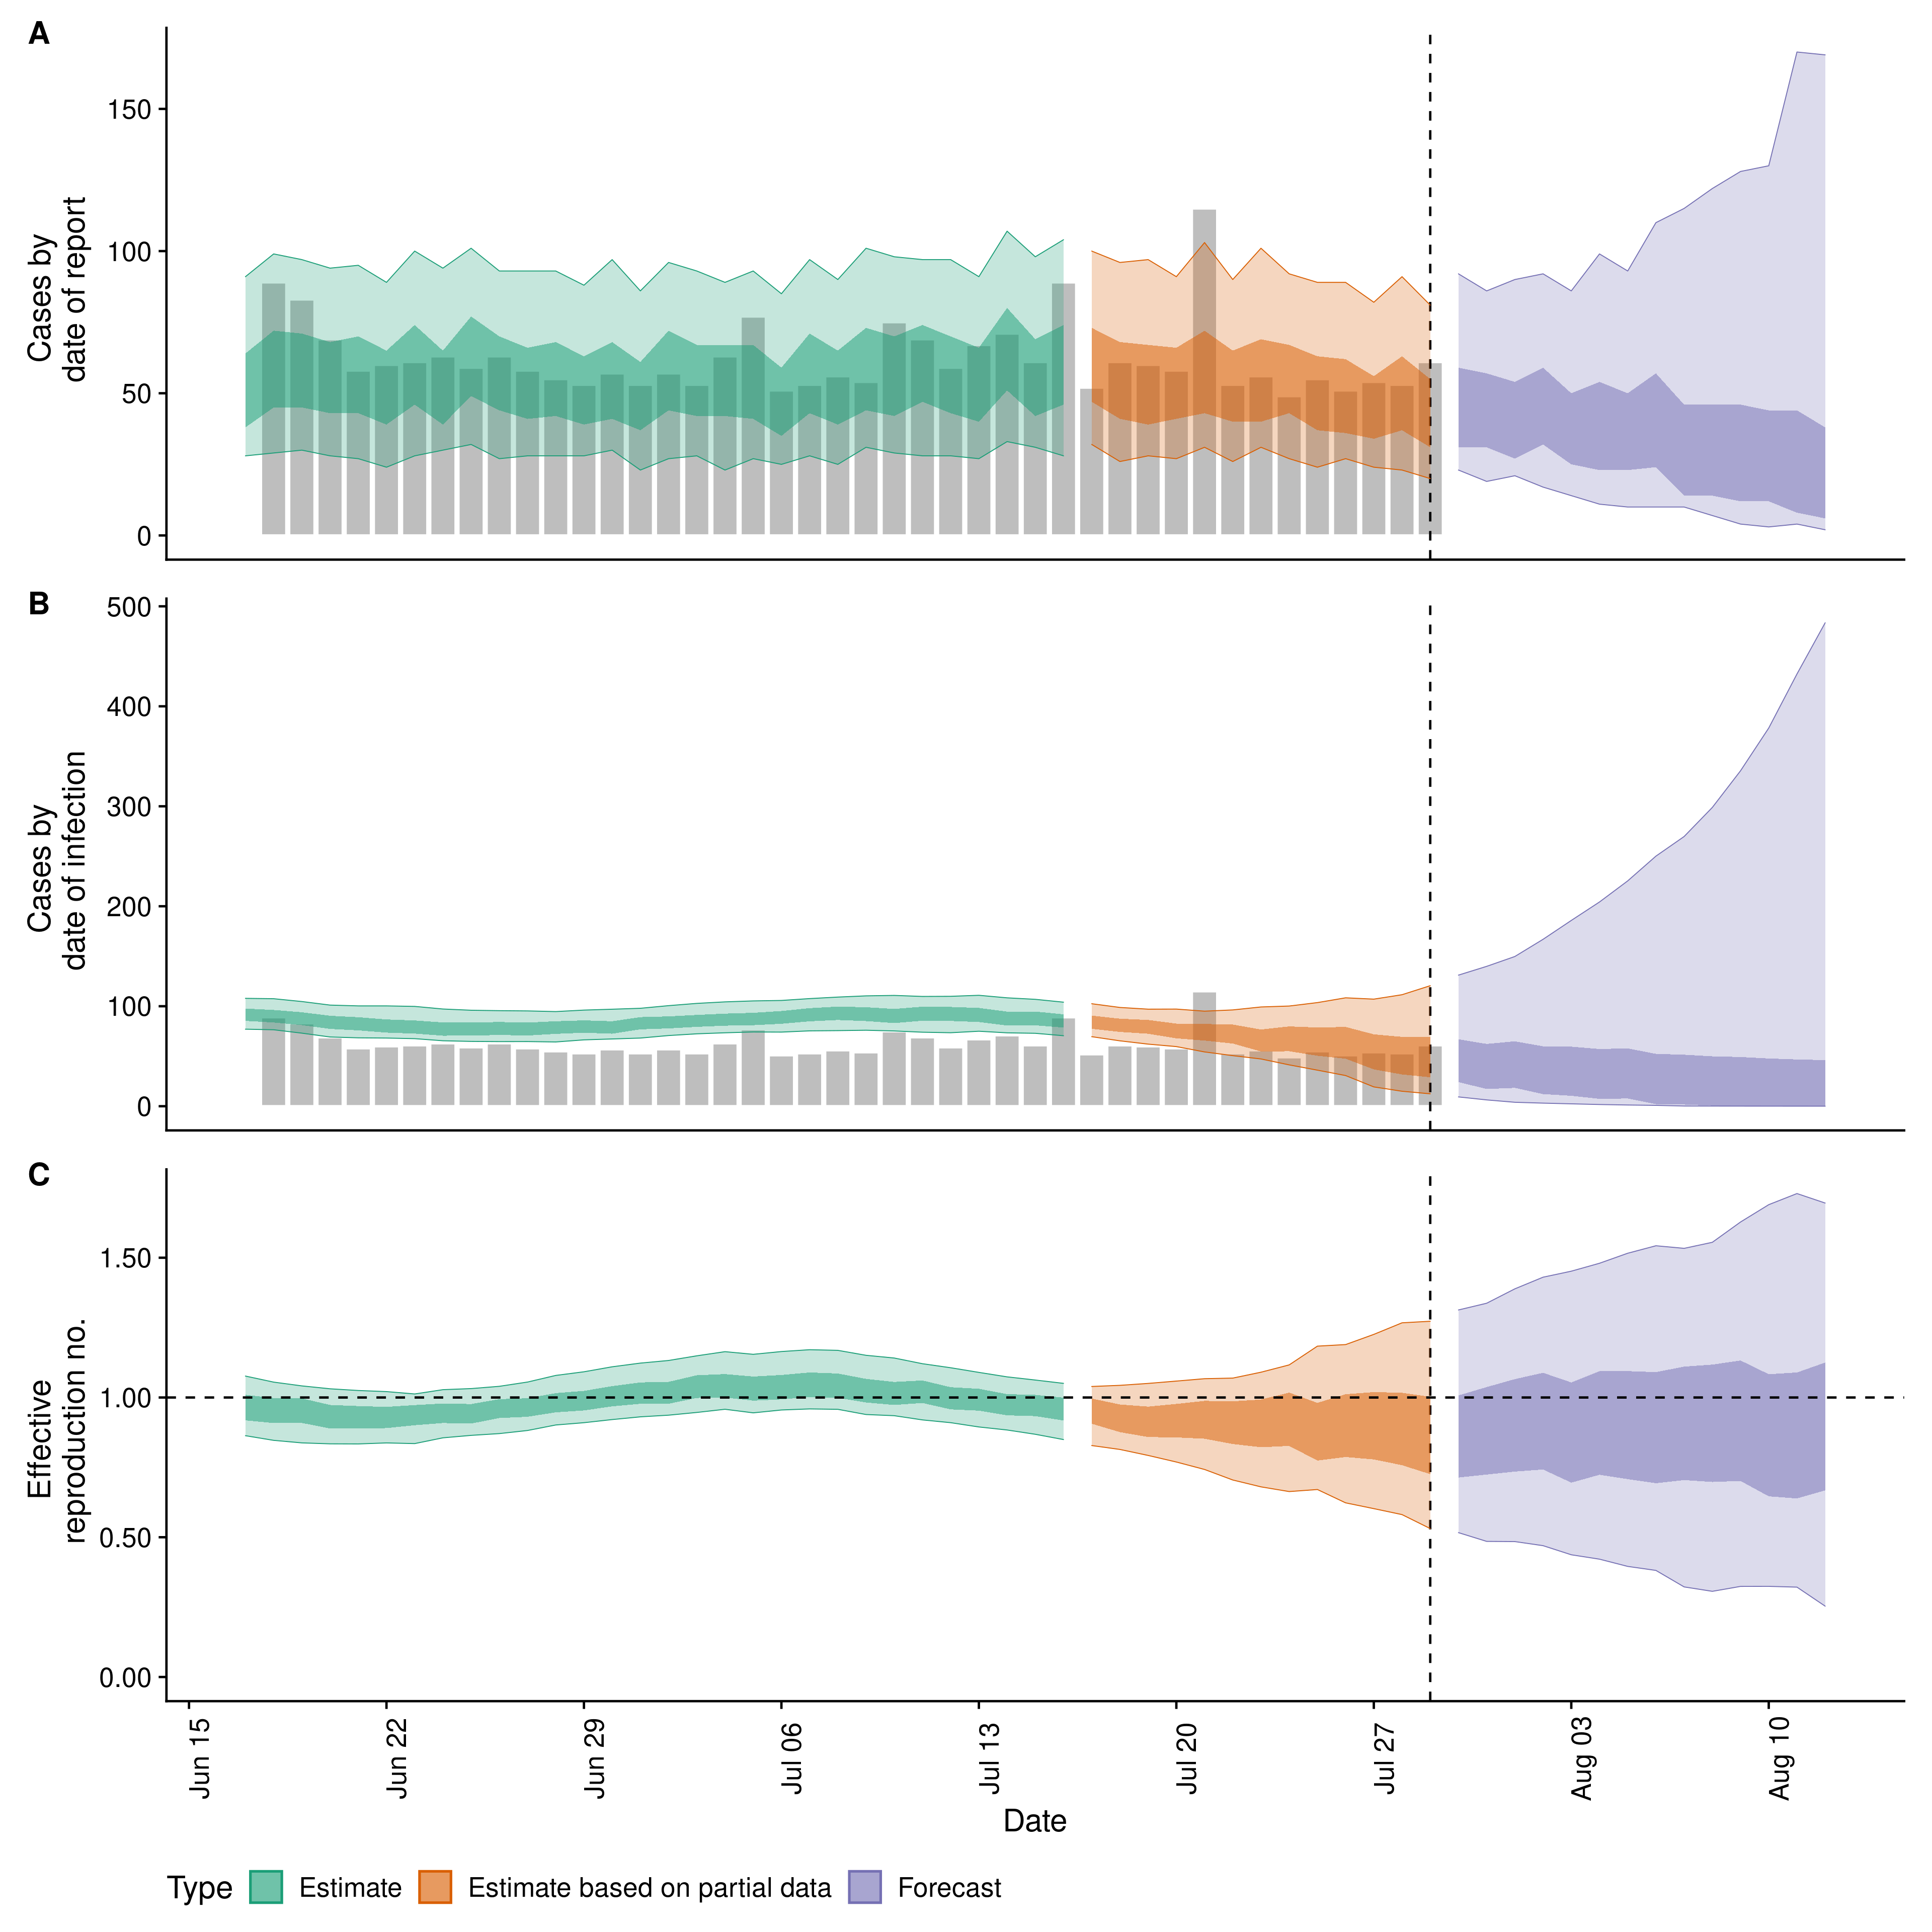 A
Cases by
date of report
150
100
50
0
B
Cases by
date of infection
500
400
300
200
100
0
C
Effective
reproduction no.
1.50
1.00
0.50
0.00
Jun 15
Jun 22
Jun 29
Jul 06
Jul 13
Jul 20
Jul 27
Aug 03
Aug 10
Date
Type Estimate Estimate based on partial data Forecast